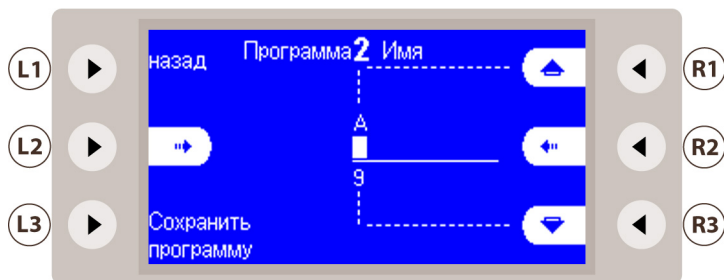 Программа 2 Имя
L1
назад
R1
A
L2
R2
9
L3
Сохранить
программу
R3